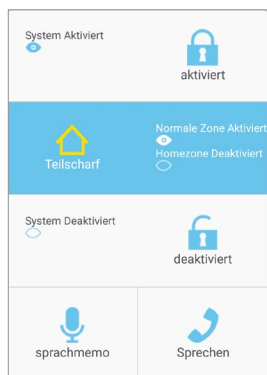 System Aktiviert
aktiviert
Teilscharf
Normale Zone Aktiviert
Homezone Deaktiviert
System Deaktiviert
deaktiviert
sprachmemo
Sprechen